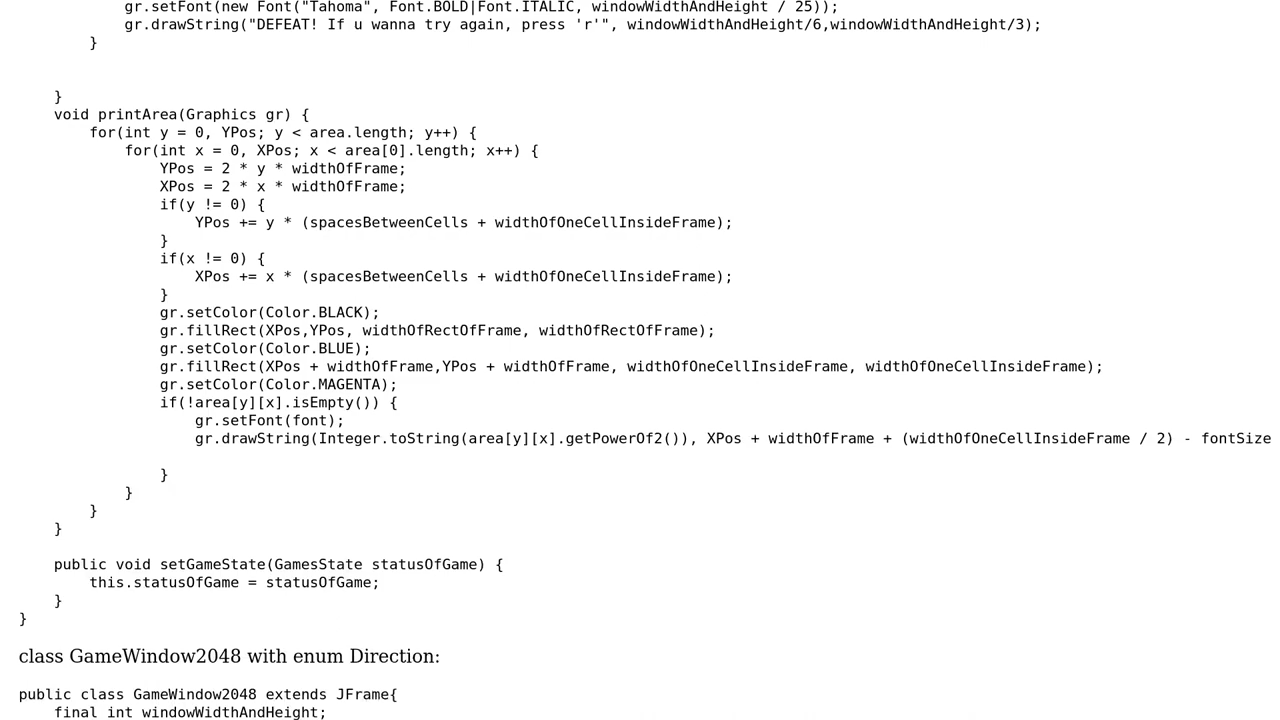 gr.setFont(new Font("Tahoma", Font.BOLD|Font.ITALIC, windowWidthAndHeight / 25));
gr.drawString("DEFEAT! If u wanna try again, press 'r'", windowWidthAndHeight/6,windowWidthAndHeight/3);
}
}
void printArea(Graphics gr) {
for(int y = 0, YPos; y < area.length; y++) {
for(int x = 0, XPos; x < area[0].length; x++) {
YPos = 2 * y * widthOfFrame;
XPos = 2 * x * widthOfFrame;
if(y != 0) {
YPos += y * (spacesBetweenCells + widthOfOneCellInsideFrame);
}
if(x != 0) {
XPos += x * (spacesBetweenCells + widthOfOneCellInsideFrame);
}
gr.setColor(Color.BLACK);
gr.fillRect(XPos,YPos, widthOfRectOfFrame, widthOfRectOfFrame);
gr.setColor(Color.BLUE);
gr.fillRect(XPos + widthOfFrame,YPos + widthOfFrame, widthOfOneCellInsideFrame, widthOfOneCellInsideFrame);
gr.setColor(Color.MAGENTA);
if(!area[y][x].isEmpty()) {
gr.setFont(font);
gr.drawString(Integer.toString(area[y][x].getPowerOf2()), XPos + widthOfFrame + (widthOfOneCellInsideFrame / 2) - fontSize
}
}
}
}
public void setGameState(GamesState statusOfGame) {
this.statusOfGame = statusOfGame;
}
}
class GameWindow2048 with enum Direction:
public class GameWindow2048 extends JFrame{
final int windowWidthAndHeight;